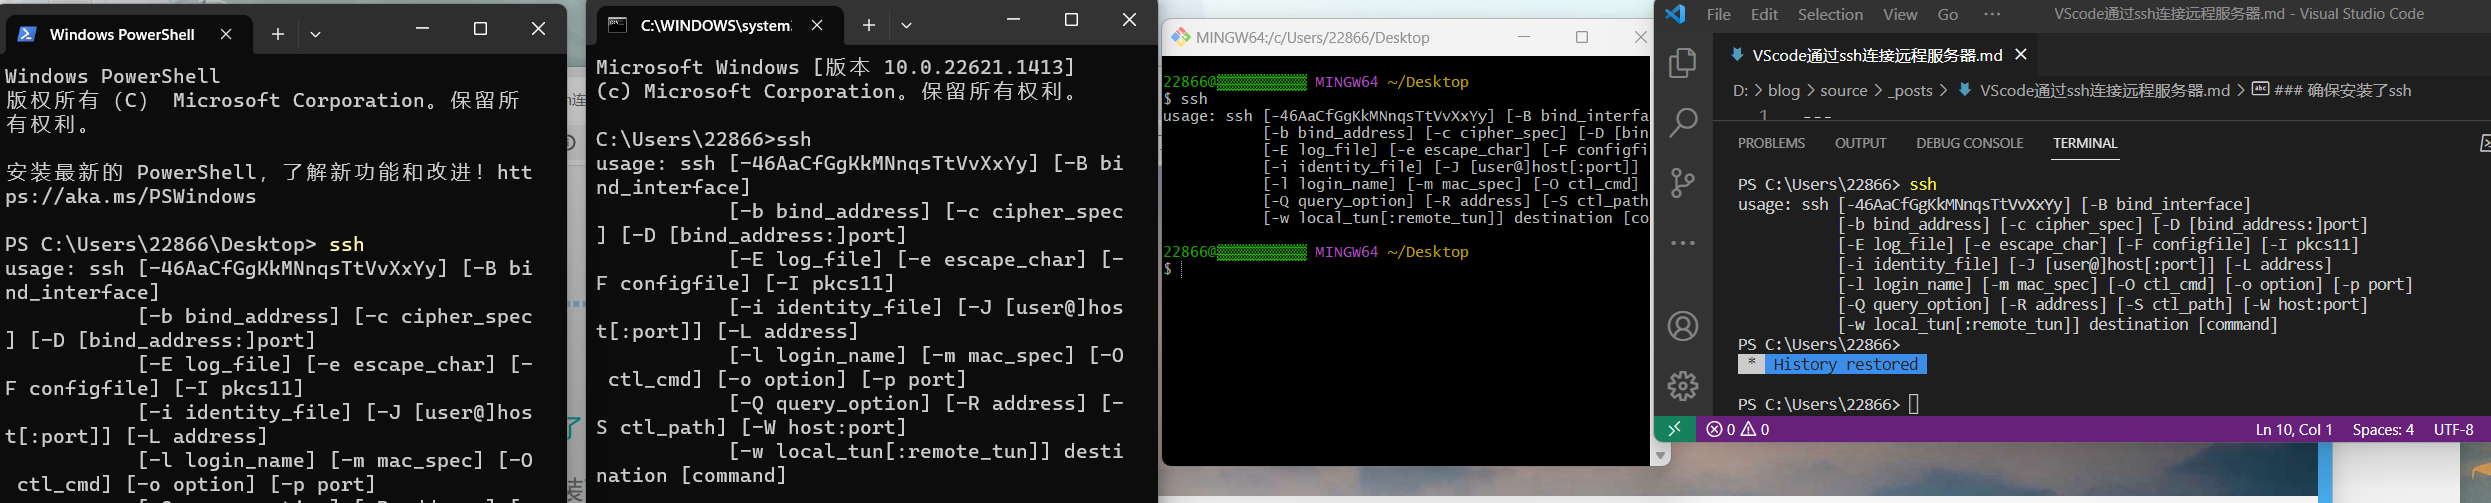 Windows PowerShell
Windows PowerShell
版权所有 (C) Microsoft Corporation。保留所
有权利。
安装最新的 PowerShell，了解新功能和改进！htt
ps://aka.ms/PSWindows
PS C:\Users\22866\Desktop> ssh
usage: ssh [-46AaCfGgKkMNnqsTtVvXxYy] [-B bi
nd_interface]
[-b bind_address] [-c cipher_spec
] [-D [bind_address:]port]
[-E log_file] [-e escape_char] [-
F configfile] [-I pkcs11]
[-i identity_file] [-J [user@]hos
t[:port]] [-L address]
[-l login_name] [-m mac_spec] [-O
ctl_cmd] [-o option] [-p port]
C:\WINDOWS\system
Microsoft Windows [版本 10.0.22621.1413]
(c) Microsoft Corporation。保留所有权利。
C:\Users\22866>ssh
usage: ssh [-46AaCfGgKkMNnqsTtVvXxYy] [-B bi
nd_interface]
[-b bind_address] [-c cipher_spec
] [-D [bind_address:]port]
[-E log_file] [-e escape_char] [-
F configfile] [-I pkcs11]
[-i identity_file] [-J [user@]hos
t[:port]] [-L address]
[-l login_name] [-m mac_spec] [-O
ctl_cmd] [-o option] [-p port]
[-Q query_option] [-R address] [-
S ctl_path] [-W host:port]
[-w local_tun[:remote_tun]] desti
nation [command]
MINGW64:/c/Users/22866/Desktop
22866@ MINGW64 ~/Desktop
$ ssh
usage: ssh [-46AaCfGgKkMNnqsTtVvXxYy] [-B bind_interfa
[-b bind_address] [-c cipher_spec] [-D [bin
[-E log_file] [-e escape_char] [-F configfi
[-i identity_file] [-J [user@]host[:port]]
[-l login_name] [-m mac_spec] [-O ctl_cmd]
[-Q query_option] [-R address] [-S ctl_path
[-w local_tun[:remote_tun]] destination [co
22866@ MINGW64 ~/Desktop
$
File Edit Selection View Go ··· VScode通过ssh连接远程服务器.md - Visual Studio Code
VScode通过ssh连接远程服务器.md
D: > blog > source > _posts > VScode通过ssh连接远程服务器.md > ### 确保安装了ssh
1 ---
PROBLEMS OUTPUT DEBUG CONSOLE TERMINAL
PS C:\Users\22866> ssh
usage: ssh [-46AaCfGgKkMNnqsTtVvXxYy] [-B bind_interface]
[-b bind_address] [-c cipher_spec] [-D [bind_address:]port]
[-E log_file] [-e escape_char] [-F configfile] [-I pkcs11]
[-i identity_file] [-J [user@]host[:port]] [-L address]
[-l login_name] [-m mac_spec] [-O ctl_cmd] [-o option] [-p port]
[-Q query_option] [-R address] [-S ctl_path] [-W host:port]
[-w local_tun[:remote_tun]] destination [command]
PS C:\Users\22866>
* History restored
PS C:\Users\22866>
0 0 Ln 10, Col 1 Spaces: 4 UTF-8